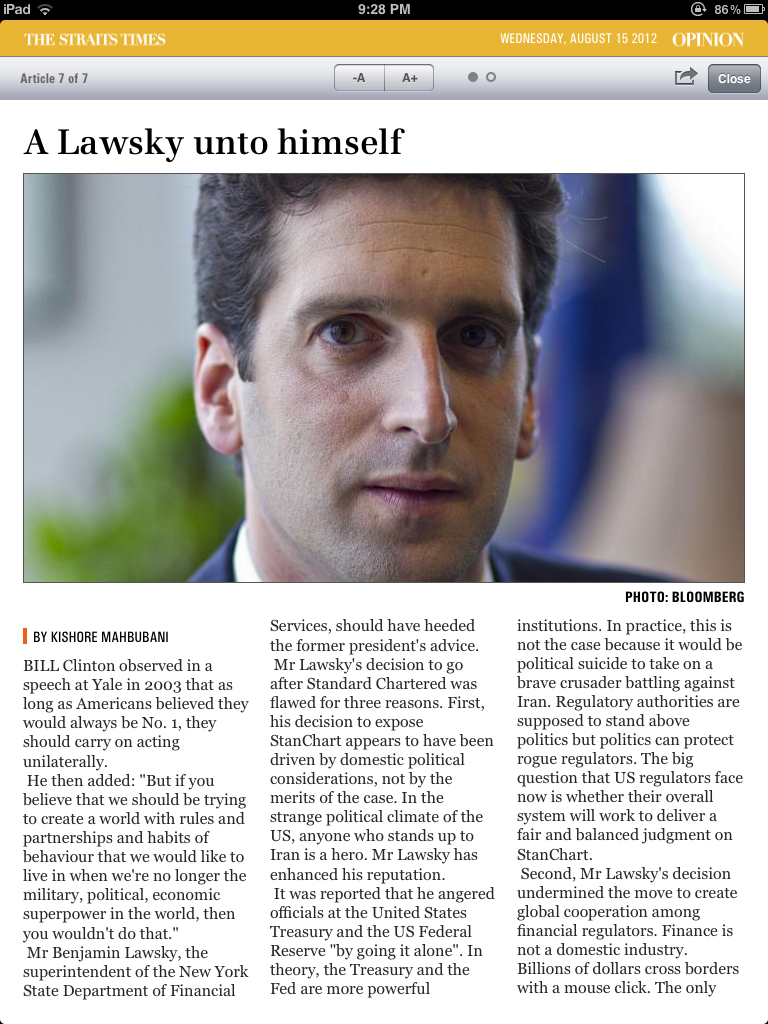 iPad 9:28 PM 86%
THE STRAITS TIMES WEDNESDAY, AUGUST 15 2012 OPINION
Article 7 of 7 -A A+ Close
A Lawsky unto himself
PHOTO: BLOOMBERG
BY KISHORE MAHBUBANI
BILL Clinton observed in a
speech at Yale in 2003 that as
long as Americans believed they
would always be No. 1, they
should carry on acting
unilaterally.
He then added: "But if you
believe that we should be trying
to create a world with rules and
partnerships and habits of
behaviour that we would like to
live in when we're no longer the
military, political, economic
superpower in the world, then
you wouldn't do that."
Mr Benjamin Lawsky, the
superintendent of the New York
State Department of Financial
Services, should have heeded
the former president's advice.
Mr Lawsky's decision to go
after Standard Chartered was
flawed for three reasons. First,
his decision to expose
StanChart appears to have been
driven by domestic political
considerations, not by the
merits of the case. In the
strange political climate of the
US, anyone who stands up to
Iran is a hero. Mr Lawsky has
enhanced his reputation.
It was reported that he angered
officials at the United States
Treasury and the US Federal
Reserve "by going it alone". In
theory, the Treasury and the
Fed are more powerful
institutions. In practice, this is
not the case because it would be
political suicide to take on a
brave crusader battling against
Iran. Regulatory authorities are
supposed to stand above
politics but politics can protect
rogue regulators. The big
question that US regulators face
now is whether their overall
system will work to deliver a
fair and balanced judgment on
StanChart.
Second, Mr Lawsky's decision
undermined the move to create
global cooperation among
financial regulators. Finance is
not a domestic industry.
Billions of dollars cross borders
with a mouse click. The only